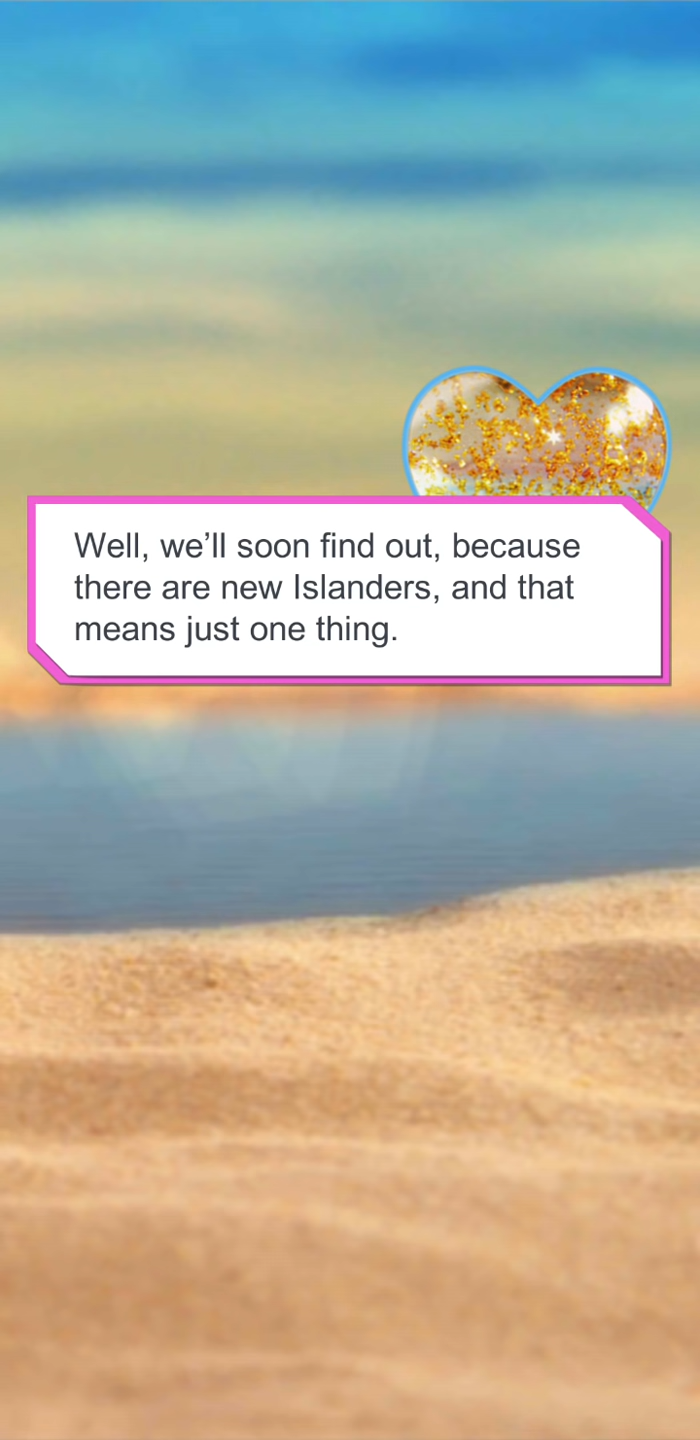 Well, we’ll soon find out, because
there are new Islanders, and that
means just one thing.